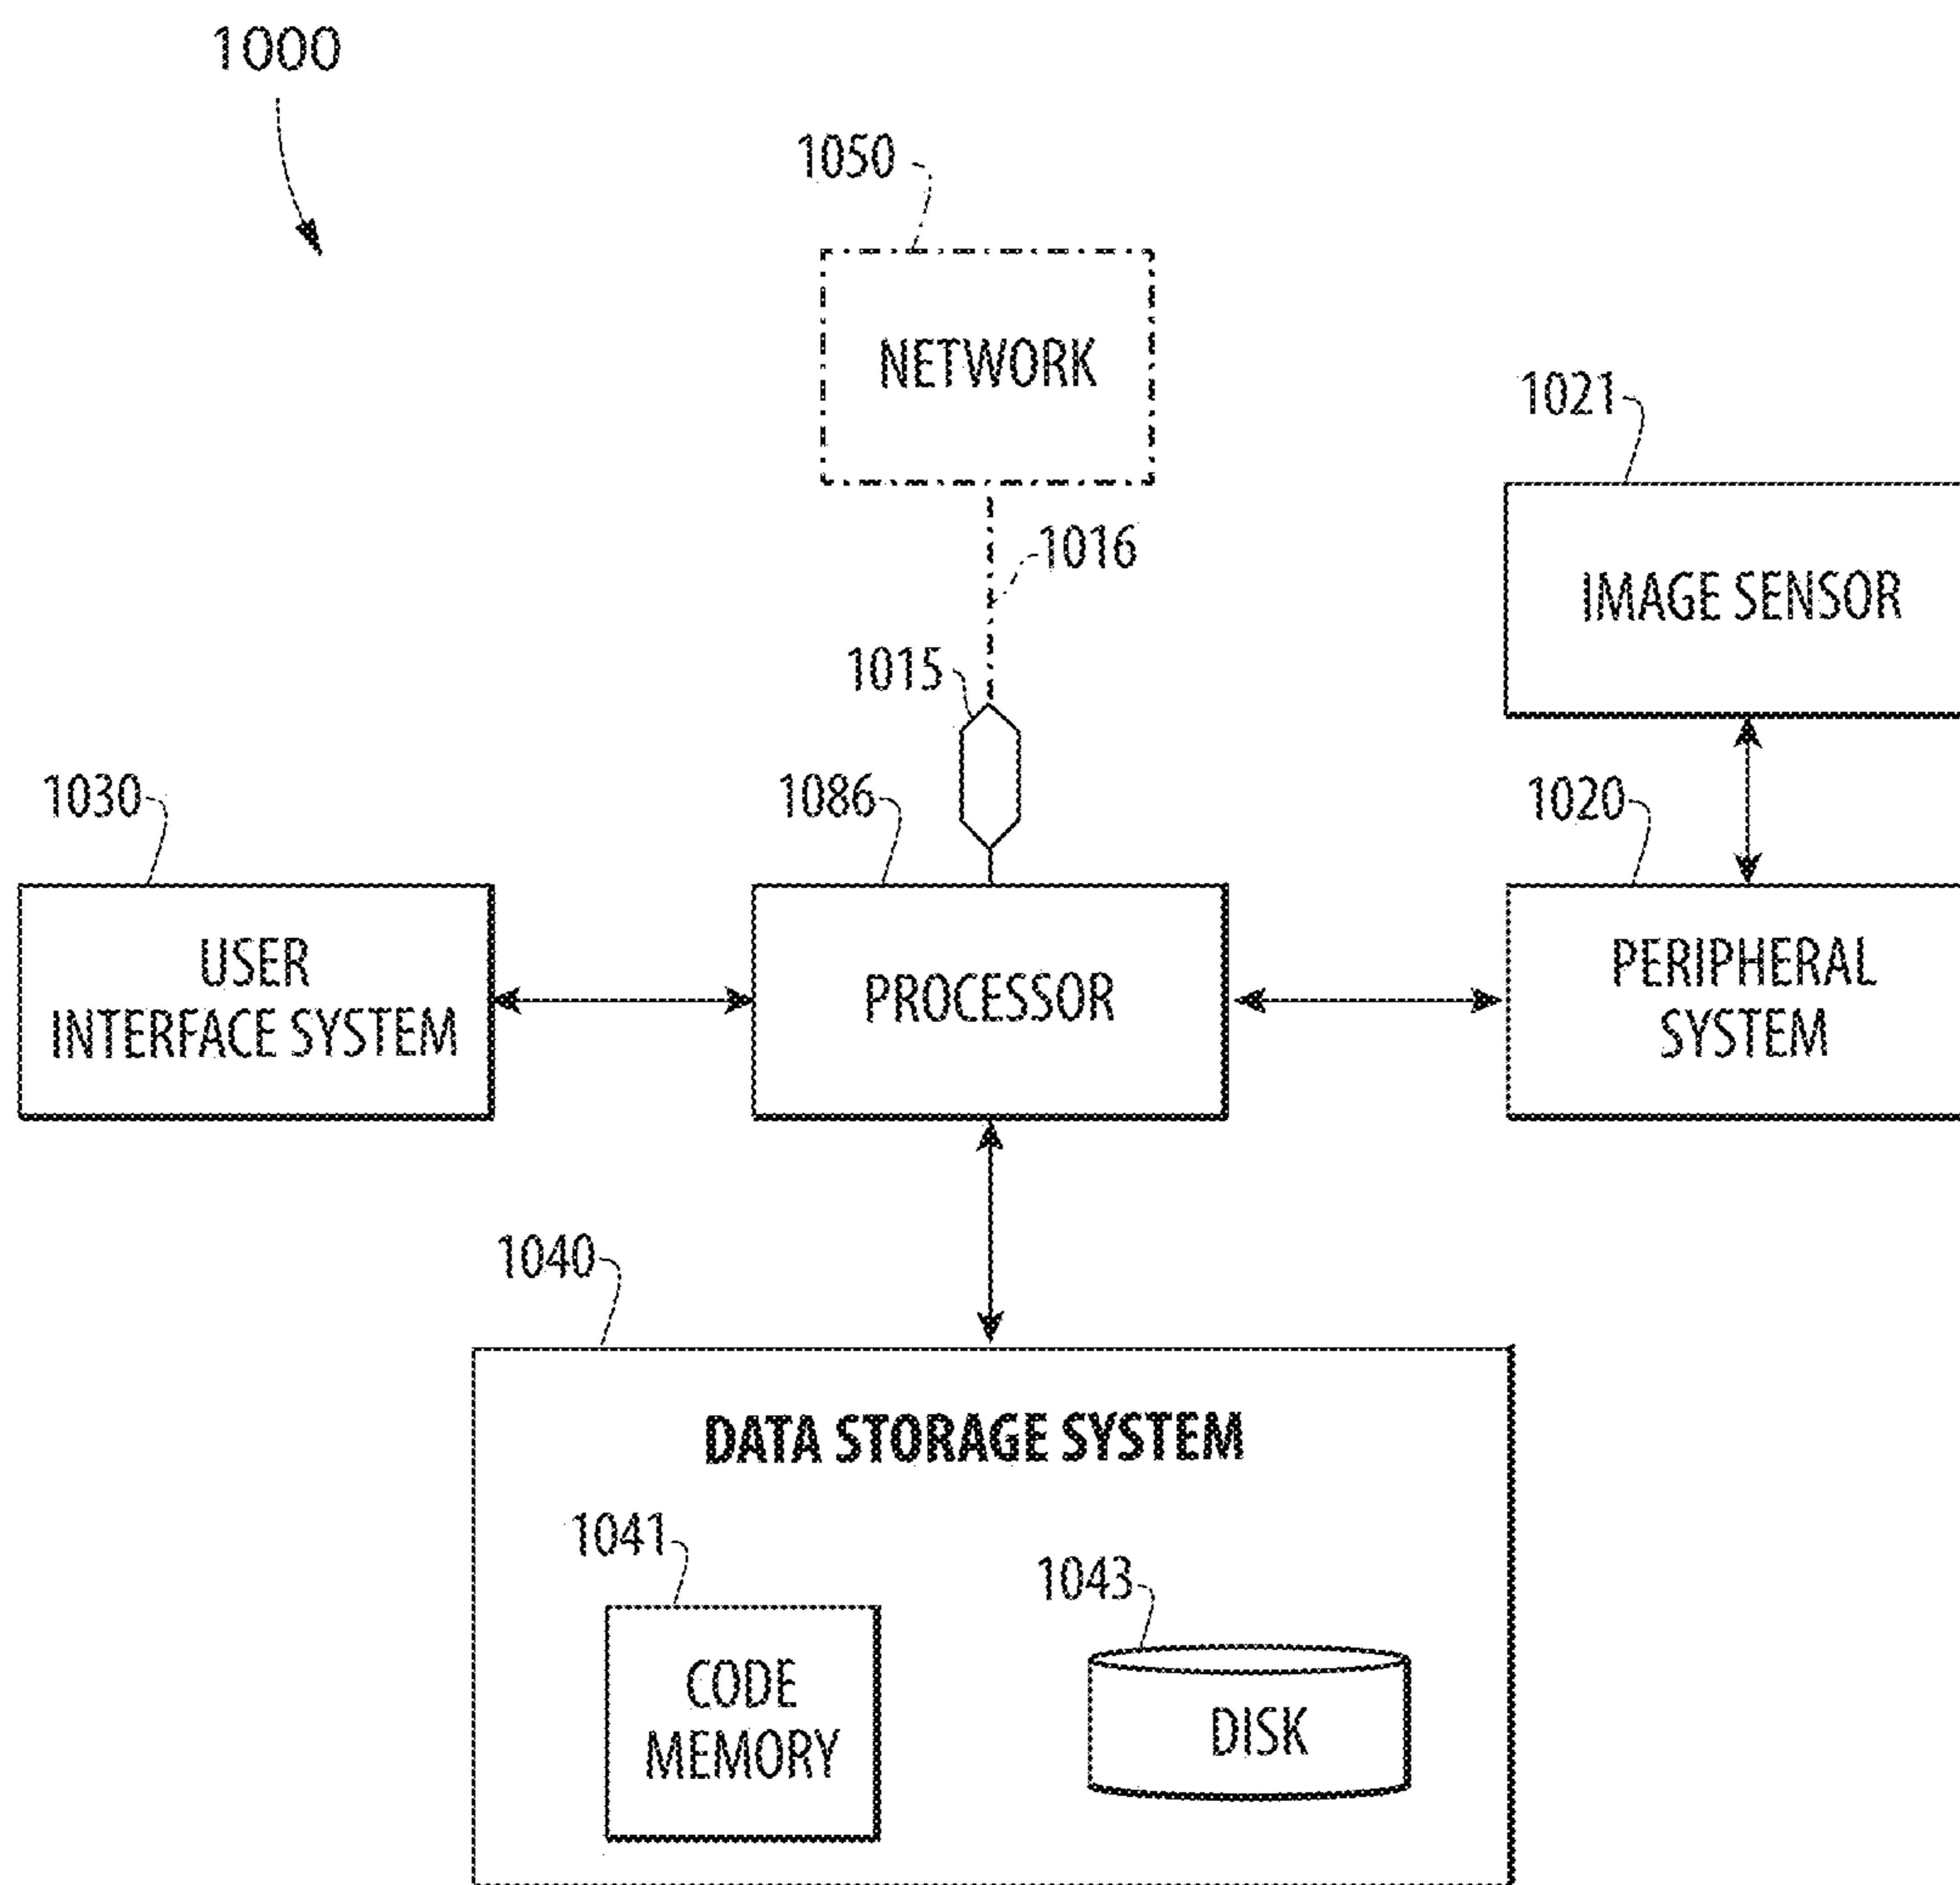 1000
1050
NETWORK
1021
1016
IMAGE SENSOR
1015
1030
1086
1020
USER
INTERFACE SYSTEM
PROCESSOR
PERIPHERAL
SYSTEM
1040
DATA STORAGE SYSTEM
1041
1043
CODE
MEMORY
DISK